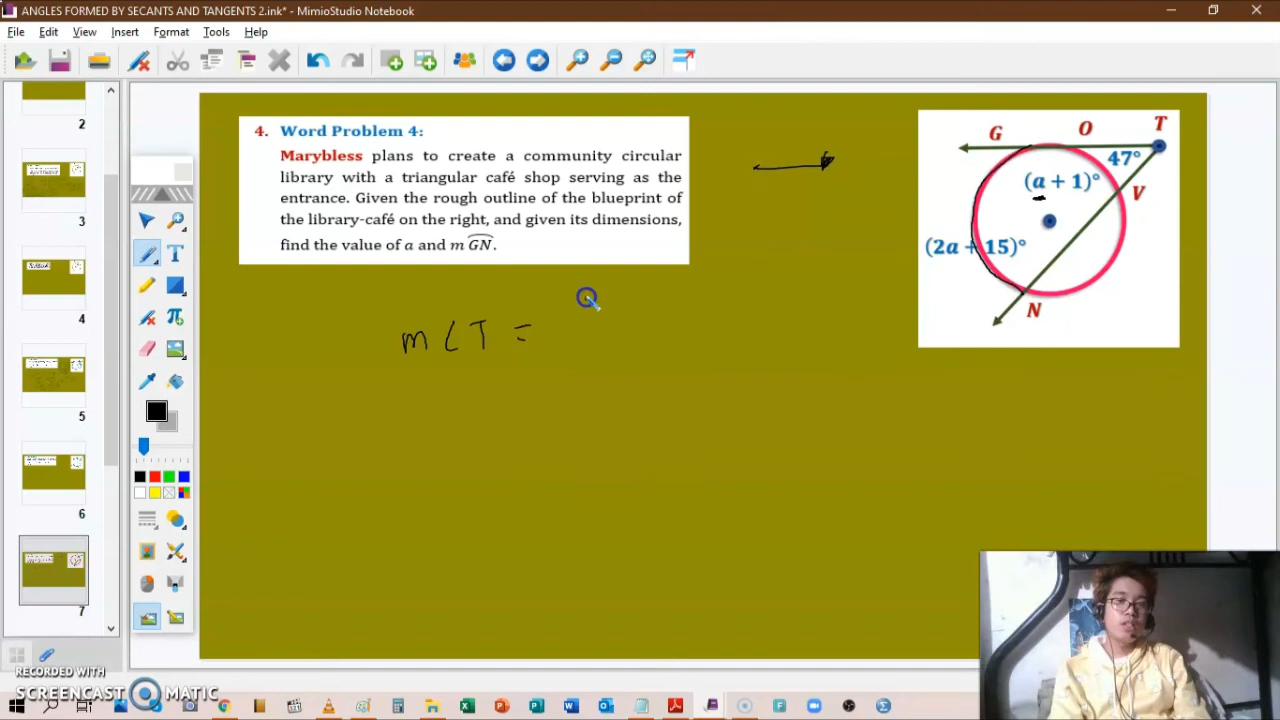 ANGLES FORMED BY SECANTS AND TANGENTS 2.ink* - MimioStudio Notebook
File Edit View Insert Format Tools Help
2
3
4
5
6
7
4. Word Problem 4:
Marybless plans to create a community circular
library with a triangular café shop serving as the
entrance. Given the rough outline of the blueprint of
the library-café on the right, and given its dimensions,
find the value of a and m GN.
G O T
47°
(a + 1)°
V
(2a + 15)°
N
m∠T =
RECORDED WITH
SCREENCAST MATIC